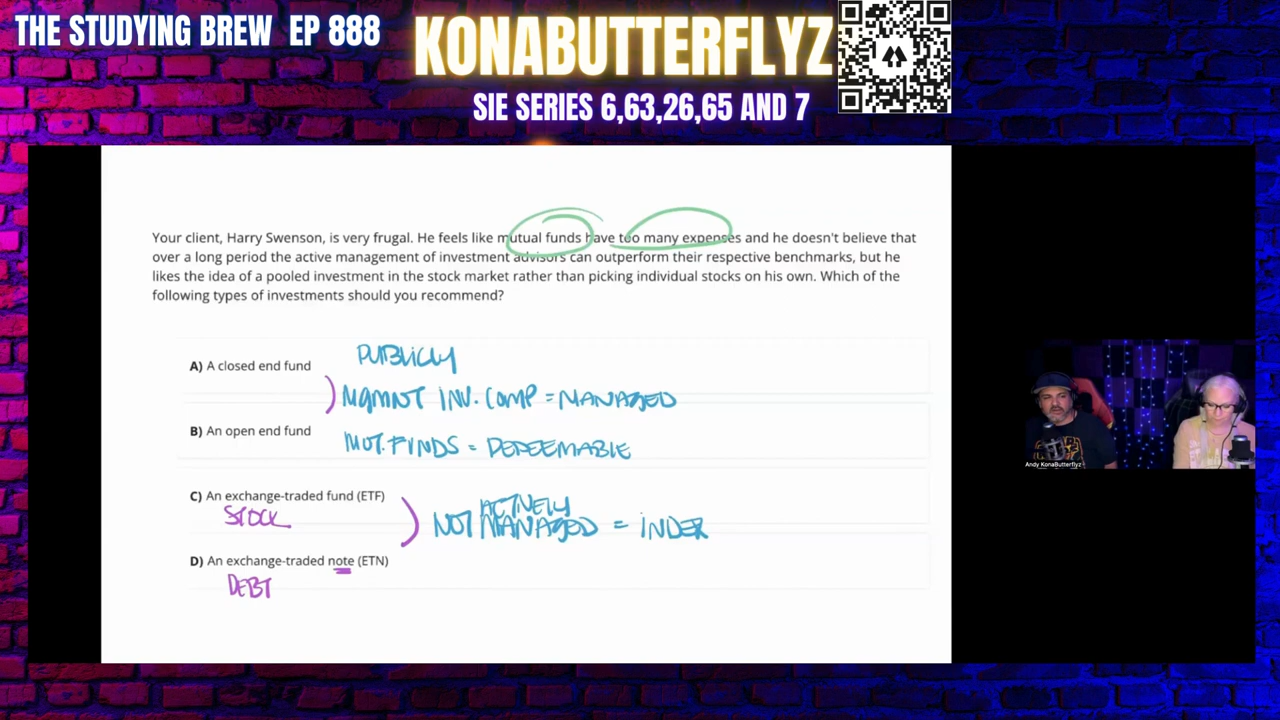 THE STUDYING BREW EP 888
KONABUTTERFLYZ
SIE SERIES 6,63,26,65 AND 7
Your client, Harry Swenson, is very frugal. He feels like mutual funds have too many expenses and he doesn't believe that
over a long period the active management of investment advisors can outperform their respective benchmarks, but he
likes the idea of a pooled investment in the stock market rather than picking individual stocks on his own. Which of the
following types of investments should you recommend?
PUBLICLY
A) A closed end fund
MGMNT INV. COMP = MANAGED
B) An open end fund
MUT. FUNDS = REDEEMABLE
C) An exchange-traded fund (ETF)
STOCK
ACTIVELY
NOT MANAGED = INDEX
D) An exchange-traded note (ETN)
DEBT
Andy KonaButterflyz